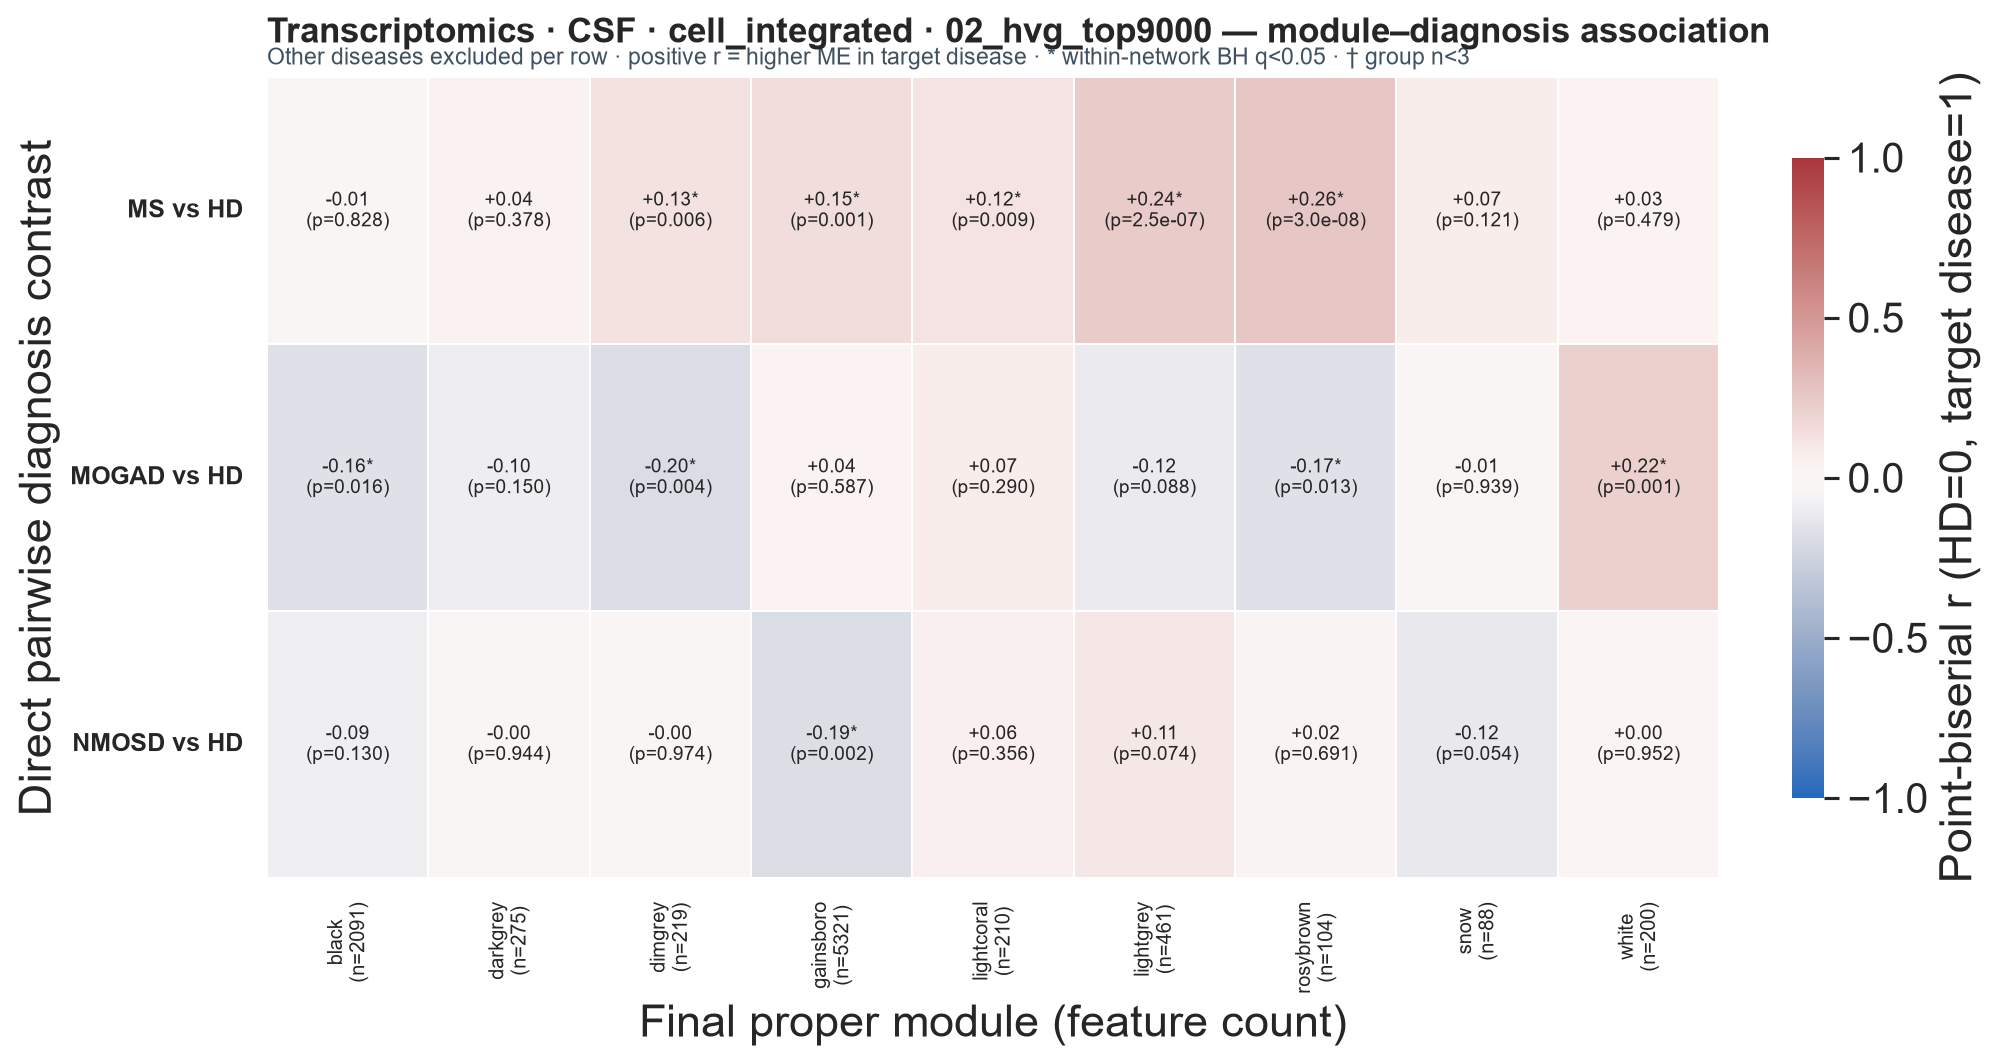 Transcriptomics · CSF · cell_integrated · 02_hvg_top9000 — module–diagnosis association
Other diseases excluded per row · positive r = higher ME in target disease · * within-network BH q<0.05 · † group n<3
Direct pairwise diagnosis contrast
MS vs HD
-0.01
(p=0.828)
+0.04
(p=0.378)
+0.13*
(p=0.006)
+0.15*
(p=0.001)
+0.12*
(p=0.009)
+0.24*
(p=2.5e-07)
+0.26*
(p=3.0e-08)
+0.07
(p=0.121)
+0.03
(p=0.479)
MOGAD vs HD
-0.16*
(p=0.016)
-0.10
(p=0.150)
-0.20*
(p=0.004)
+0.04
(p=0.587)
+0.07
(p=0.290)
-0.12
(p=0.088)
-0.17*
(p=0.013)
-0.01
(p=0.939)
+0.22*
(p=0.001)
NMOSD vs HD
-0.09
(p=0.130)
-0.00
(p=0.944)
-0.00
(p=0.974)
-0.19*
(p=0.002)
+0.06
(p=0.356)
+0.11
(p=0.074)
+0.02
(p=0.691)
-0.12
(p=0.054)
+0.00
(p=0.952)
black
(n=2091)
darkgrey
(n=275)
dimgrey
(n=219)
gainsboro
(n=5321)
lightcoral
(n=210)
lightgrey
(n=461)
rosybrown
(n=104)
snow
(n=88)
white
(n=200)
Final proper module (feature count)
1.0
0.5
0.0
−0.5
−1.0
Point-biserial r (HD=0, target disease=1)